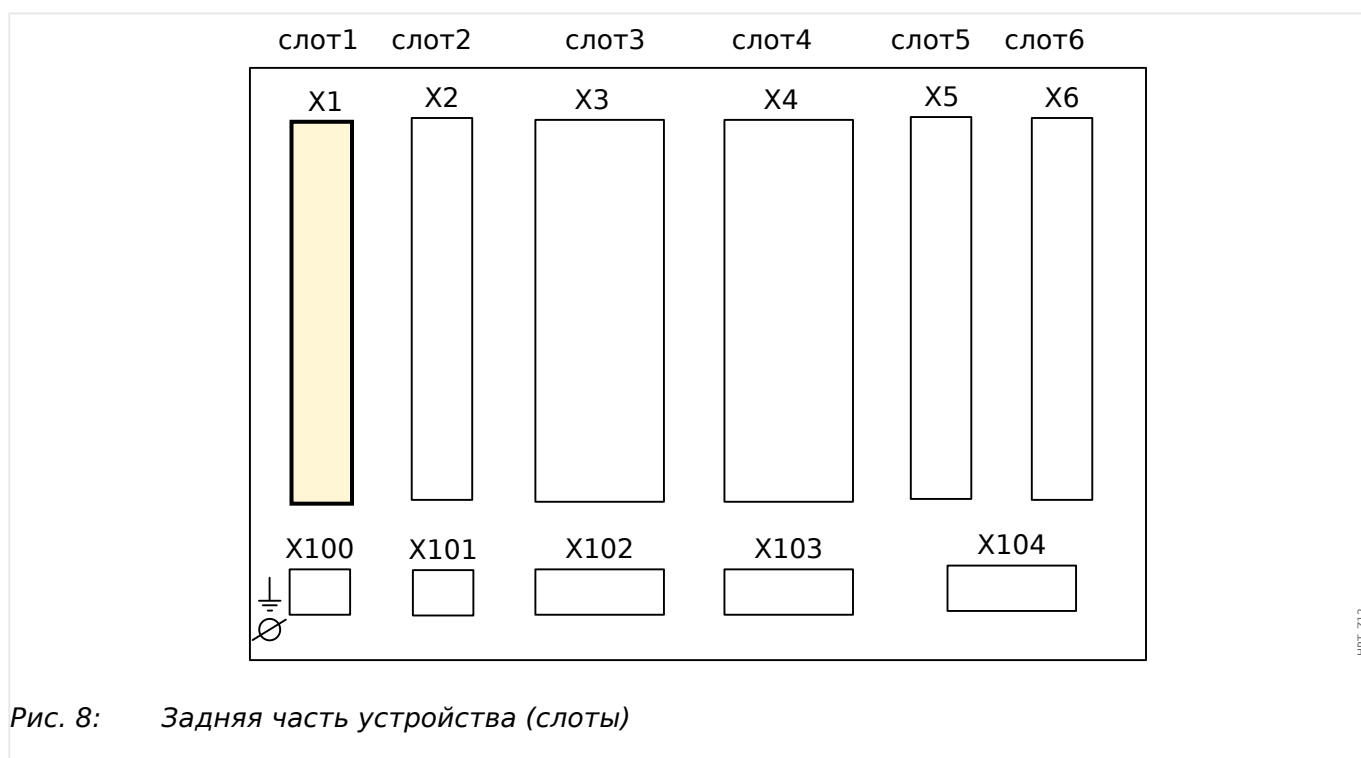 слот1 слот2 слот3 слот4 слот5 слот6
X1 X2 X3 X4 X5 X6
X100 X101 X102 X103 X104
Рис. 8: Задняя часть устройства (слоты)